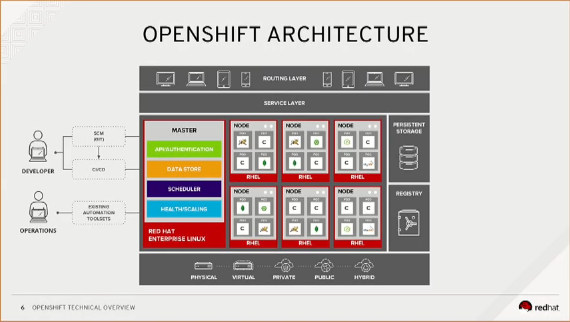 OPENSHIFT ARCHITECTURE
ROUTING LAYER
SERVICE LAYER
SCM
(GIT)
CI/CD
DEVELOPER
EXISTING
AUTOMATION
TOOLSETS
OPERATIONS
MASTER
API/AUTHENTICATION
DATA STORE
SCHEDULER
HEALTH/SCALING
RED HAT
ENTERPRISE LINUX
NODE
NODE
NODE
C
C
C
C
RHEL
RHEL
RHEL
NODE
NODE
NODE
C
C
C
C
C
RHEL
RHEL
RHEL
PERSISTENT
STORAGE
REGISTRY
PHYSICAL
VIRTUAL
PRIVATE
PUBLIC
HYBRID
6 OPENSHIFT TECHNICAL OVERVIEW
redhat.